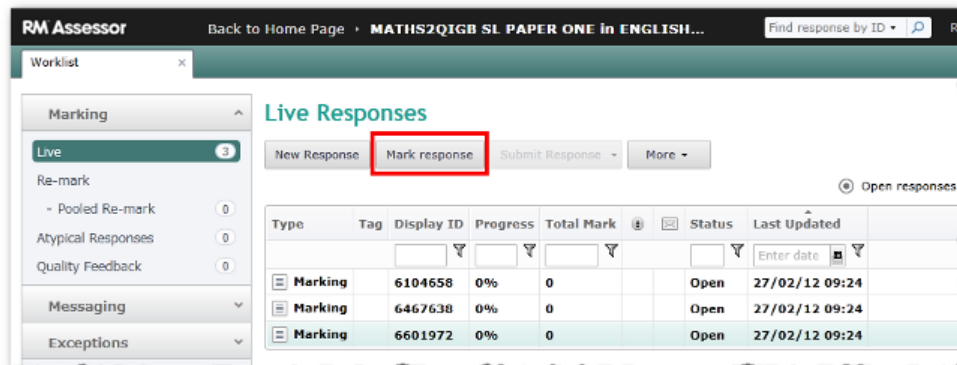 RM Assessor Back to Home Page › MATHS2QIGB SL PAPER ONE in ENGLISH... Find response by ID R
Worklist ×
Marking
Live 3
Re-mark
- Pooled Re-mark 0
Atypical Responses 0
Quality Feedback 0
Messaging
Exceptions
Live Responses
New Response Mark response Submit Response More
Open responses
Type Tag Display ID Progress Total Mark Status Last Updated
Enter date
Marking 6104658 0% 0 Open 27/02/12 09:24
Marking 6467638 0% 0 Open 27/02/12 09:24
Marking 6601972 0% 0 Open 27/02/12 09:24